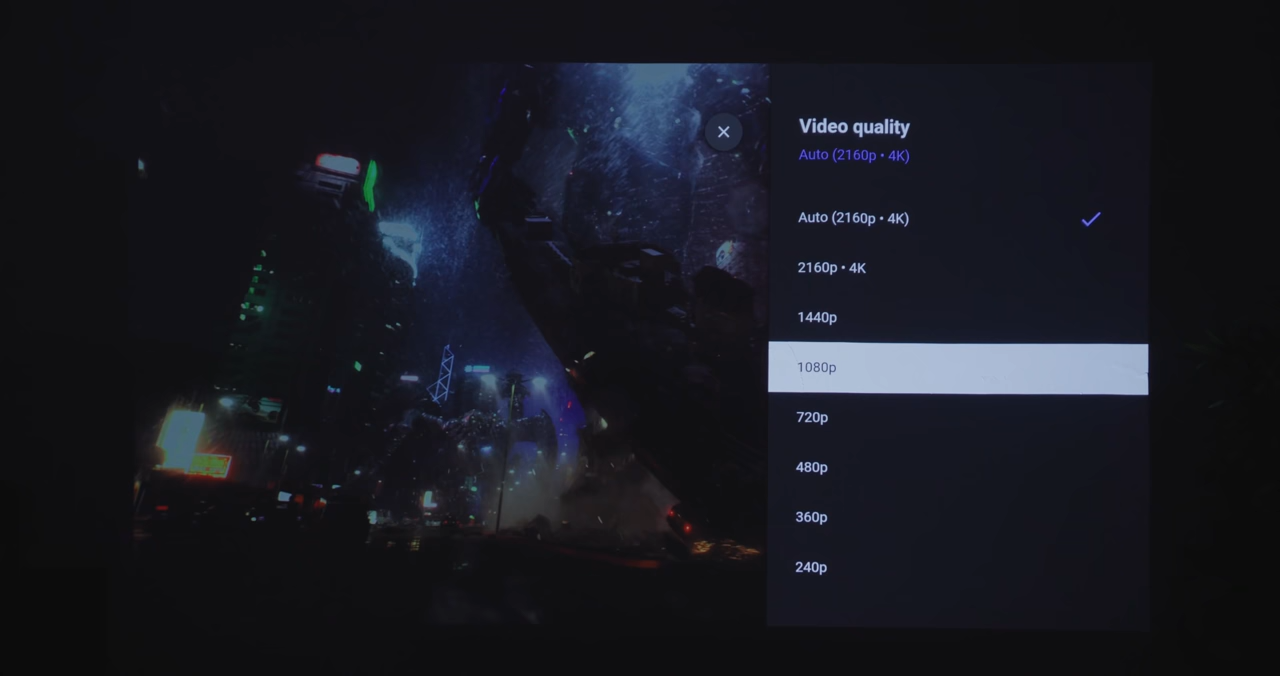 Video quality
Auto (2160p • 4K)
Auto (2160p • 4K)
2160p • 4K
1440p
1080p
720p
480p
360p
240p